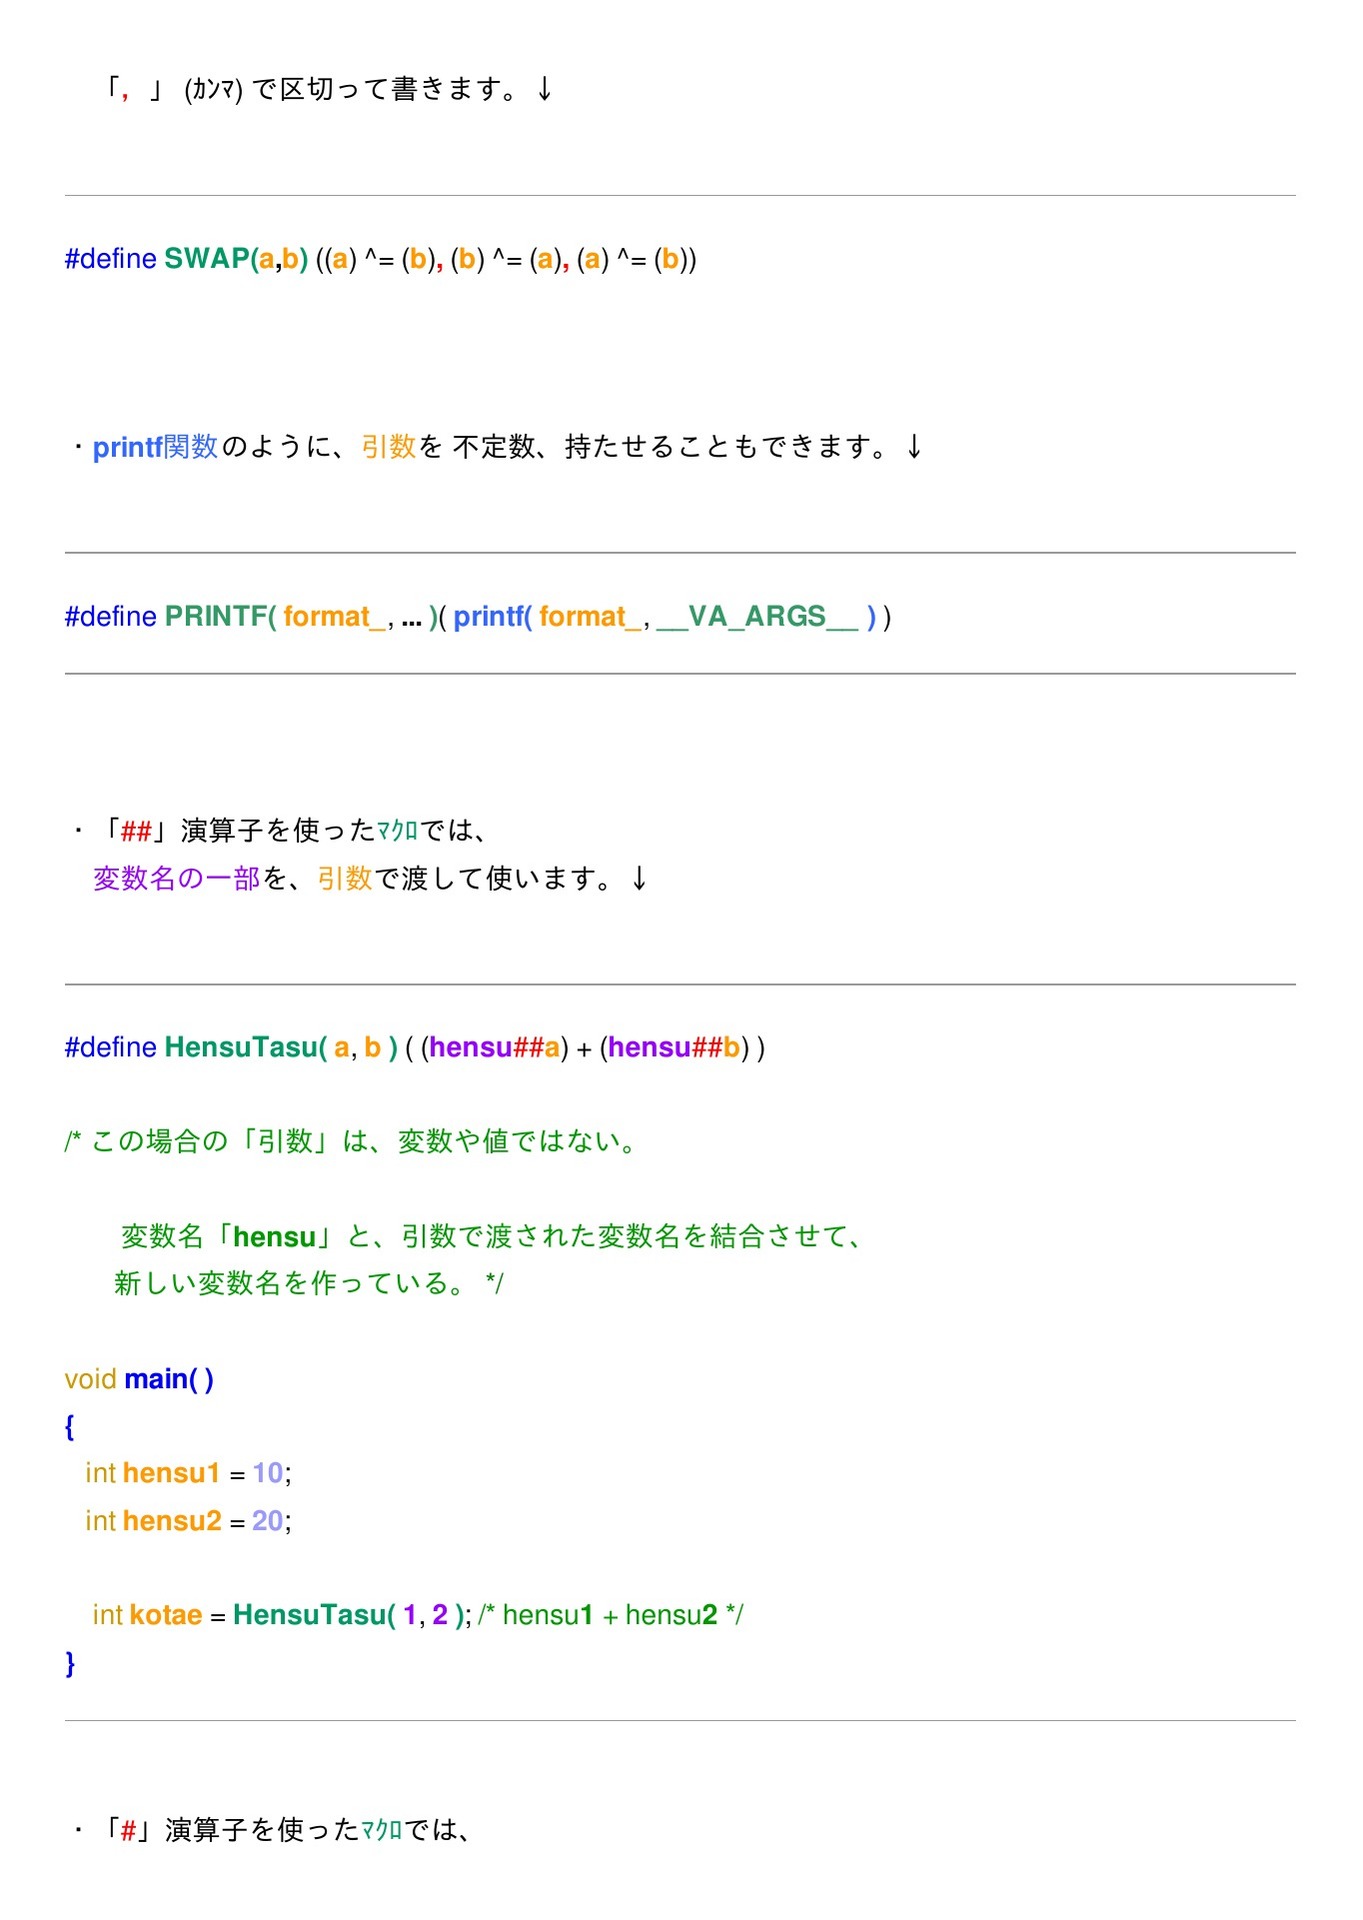 「,」 (ｶﾝﾏ) で区切って書きます。↓
#define SWAP(a,b) ((a) ^= (b), (b) ^= (a), (a) ^= (b))
・printf関数のように、引数を 不定数、持たせることもできます。↓
#define PRINTF( format_, ... )( printf( format_, __VA_ARGS__ ) )
・「##」演算子を使ったﾏｸﾛでは、
変数名の一部を、引数で渡して使います。↓
#define HensuTasu( a, b ) ( (hensu##a) + (hensu##b) )
/* この場合の「引数」は、変数や値ではない。
変数名「hensu」と、引数で渡された変数名を結合させて、
新しい変数名を作っている。 */
void main( )
{
int hensu1 = 10;
int hensu2 = 20;
int kotae = HensuTasu( 1, 2 ); /* hensu1 + hensu2 */
}
・「#」演算子を使ったﾏｸﾛでは、